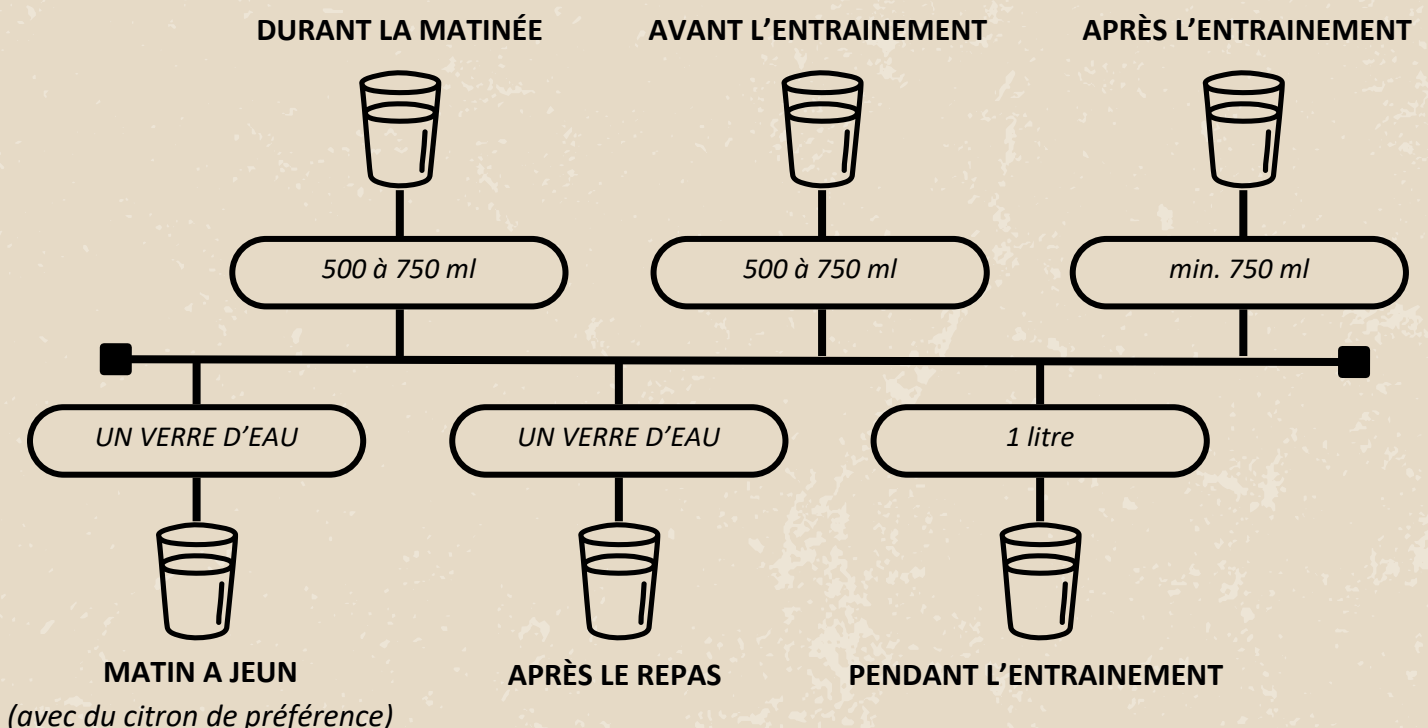 DURANT LA MATINÉE
AVANT L’ENTRAINEMENT
APRÈS L’ENTRAINEMENT
500 à 750 ml
500 à 750 ml
min. 750 ml
UN VERRE D’EAU
UN VERRE D’EAU
1 litre
MATIN A JEUN
(avec du citron de préférence)
APRÈS LE REPAS
PENDANT L’ENTRAINEMENT